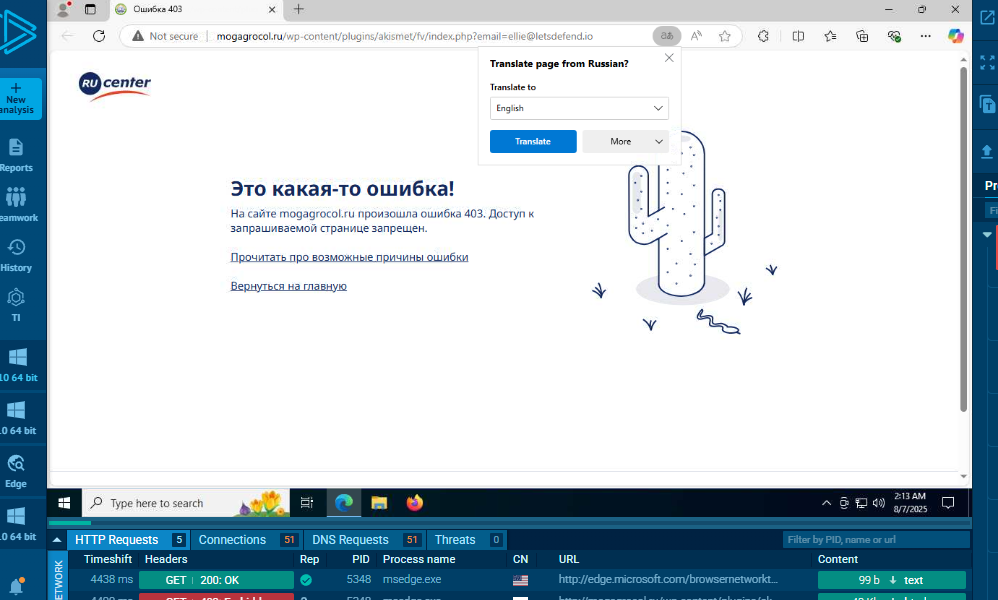 Ошибка 403
Not secure
mogagrocol.ru/wp-content/plugins/akismet/fv/index.php?email=ellie@letsdefend.io
New
analysis
Reports
eamwork
History
TI
10 64 bit
.0 64 bit
Edge
.0 64 bit
RU center
Translate page from Russian?
Translate to
English
Translate
More
Это какая-то ошибка!
На сайте mogagrocol.ru произошла ошибка 403. Доступ к
запрашиваемой странице запрещен.
Прочитать про возможные причины ошибки
Вернуться на главную
T
Pr
Fi
Type here to search
2:13 AM
8/7/2025
HTTP Requests 5
Connections 51
DNS Requests 51
Threats 0
Filter by PID, name or url
NETWORK
Timeshift Headers Rep PID Process name CN URL Content
4438 ms GET 200: OK 5348 msedge.exe http://edge.microsoft.com/browsernetworkt... 99 b text